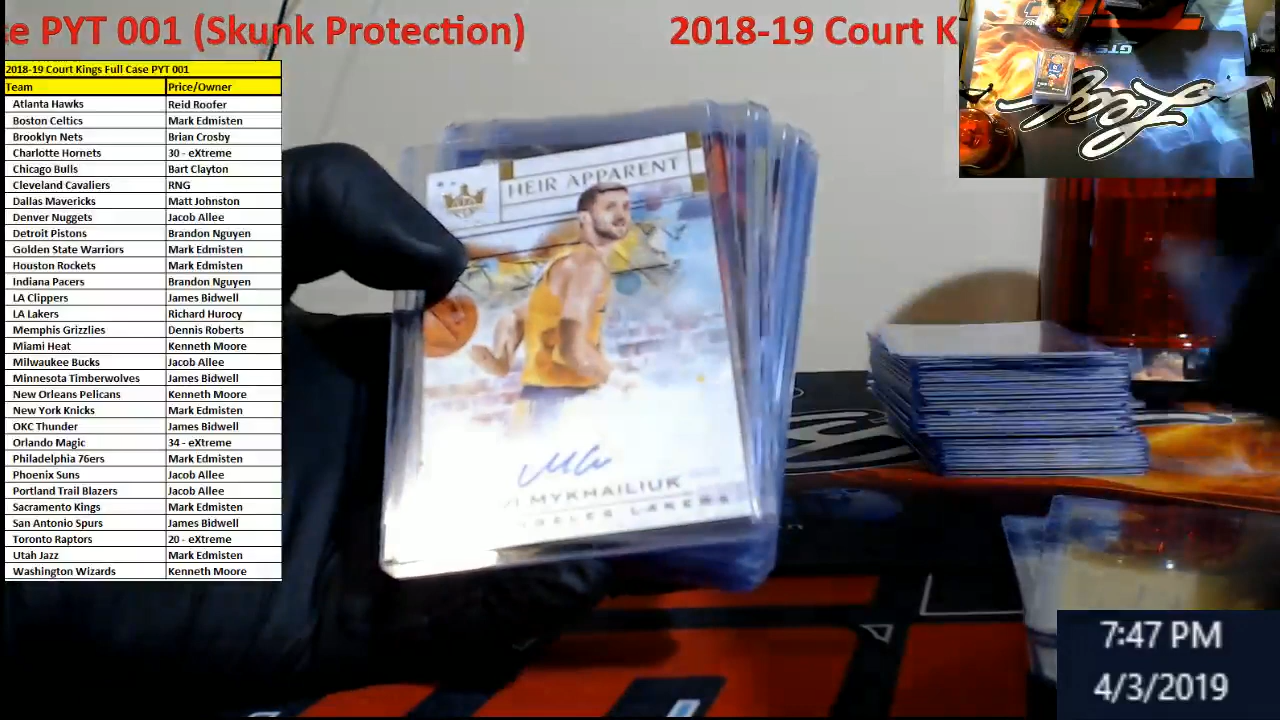 e PYT 001 (Skunk Protection)
2018-19 Court K
2018-19 Court Kings Full Case PYT 001
Team Price/Owner
Atlanta Hawks Reid Roofer
Boston Celtics Mark Edmisten
Brooklyn Nets Brian Crosby
Charlotte Hornets 30 - eXtreme
Chicago Bulls Bart Clayton
Cleveland Cavaliers RNG
Dallas Mavericks Matt Johnston
Denver Nuggets Jacob Allee
Detroit Pistons Brandon Nguyen
Golden State Warriors Mark Edmisten
Houston Rockets Mark Edmisten
Indiana Pacers Brandon Nguyen
LA Clippers James Bidwell
LA Lakers Richard Hurocy
Memphis Grizzlies Dennis Roberts
Miami Heat Kenneth Moore
Milwaukee Bucks Jacob Allee
Minnesota Timberwolves James Bidwell
New Orleans Pelicans Kenneth Moore
New York Knicks Mark Edmisten
OKC Thunder James Bidwell
Orlando Magic 34 - eXtreme
Philadelphia 76ers Mark Edmisten
Phoenix Suns Jacob Allee
Portland Trail Blazers Jacob Allee
Sacramento Kings Mark Edmisten
San Antonio Spurs James Bidwell
Toronto Raptors 20 - eXtreme
Utah Jazz Mark Edmisten
Washington Wizards Kenneth Moore
HEIR APPARENT
MYKHAILIUK
LAKERS
GTS
7:47 PM
4/3/2019